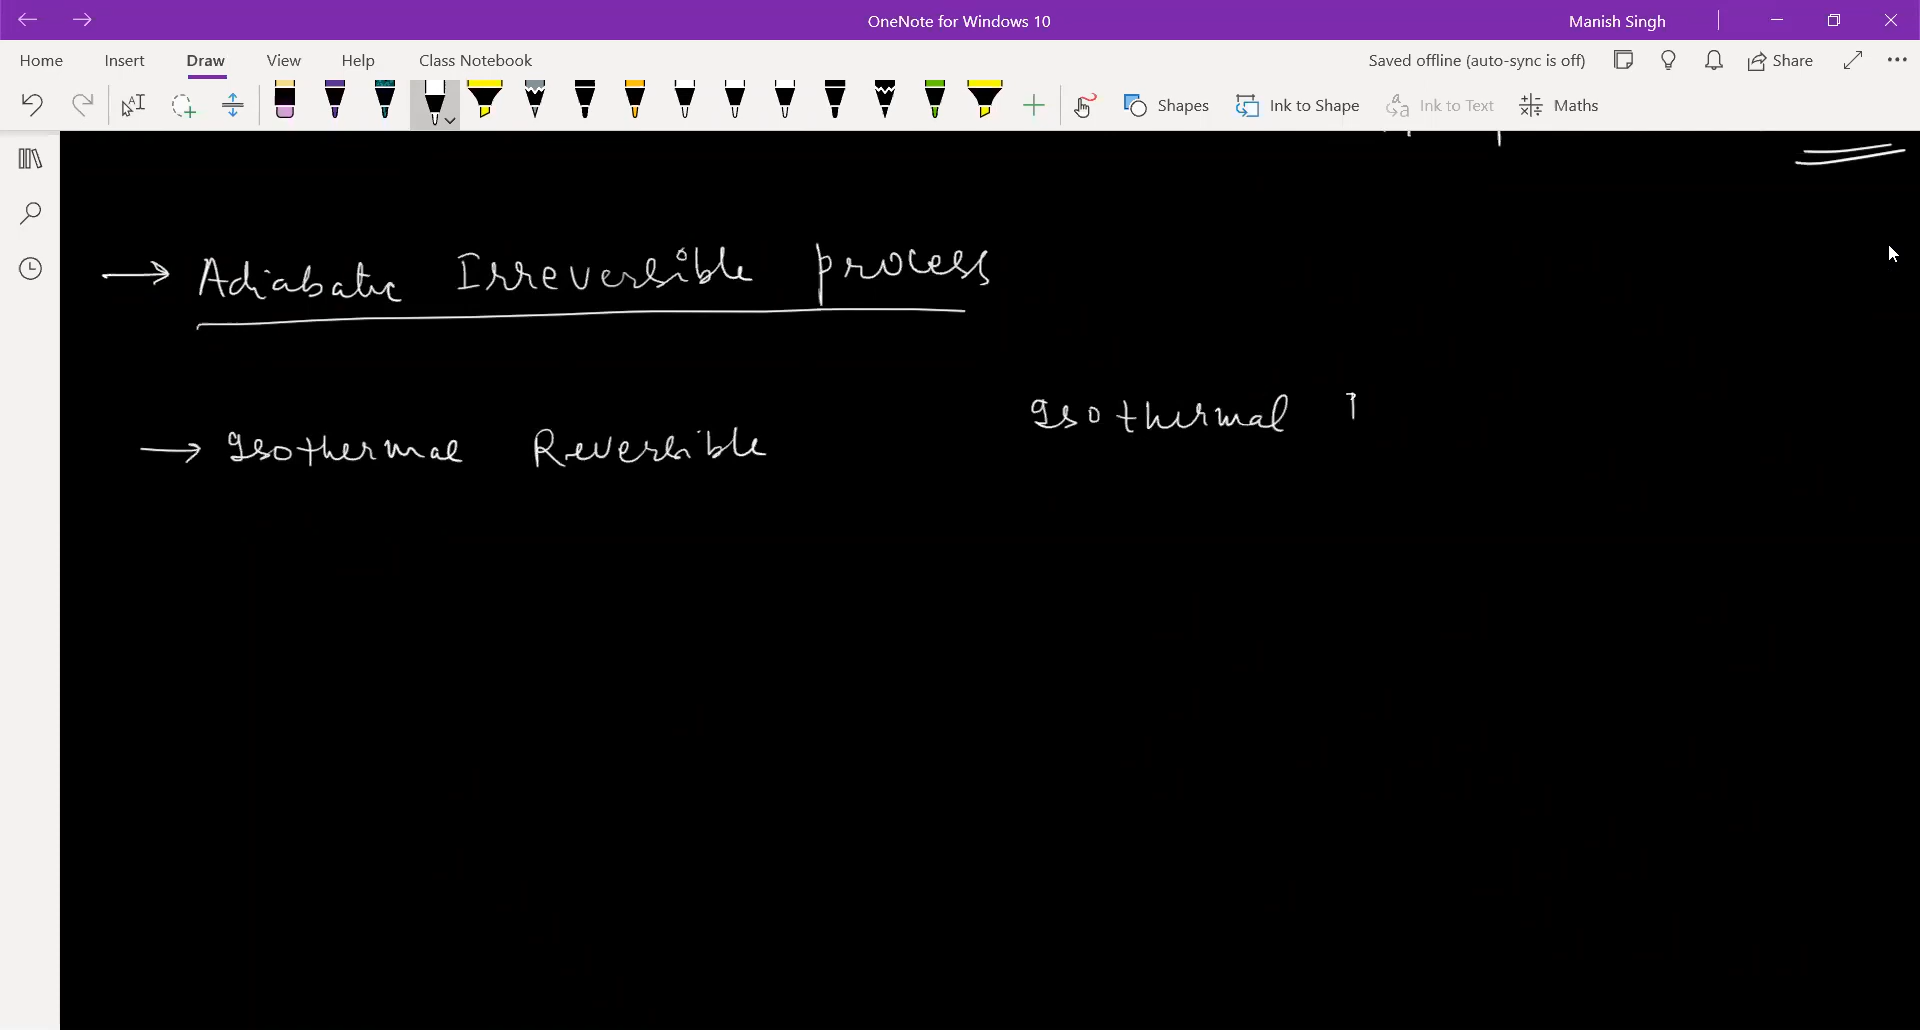 OneNote for Windows 10
Manish Singh
Home Insert Draw View Help Class Notebook
Saved offline (auto-sync is off) Share
Shapes Ink to Shape Ink to Text Maths
→ Adiabatic Irreversible process
Isothermal I
→ Isothermal Reversible